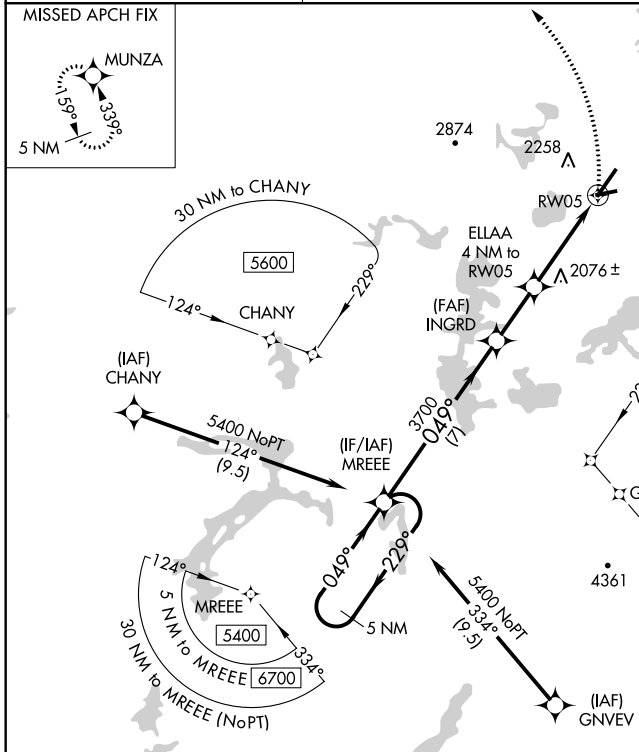 MISSED APCH FIX
MUNZA
159°
339°
5 NM
2874
2258
RW05
30 NM to CHANY
5600
124°
229°
CHANY
ELLAA
4 NM to
RW05
2076 ±
(FAF)
INGRD
(IAF)
CHANY
5400 NoPT
124°
(9.5)
(IF/IAF)
MREEE
3700
049°
(7)
049°
229°
5 NM
124°
MREEE
5400
334°
5 NM to MREEE
6700
30 NM to MREEE (NoPT)
4361
5400 NoPT
334°
(9.5)
(IAF)
GNVEV